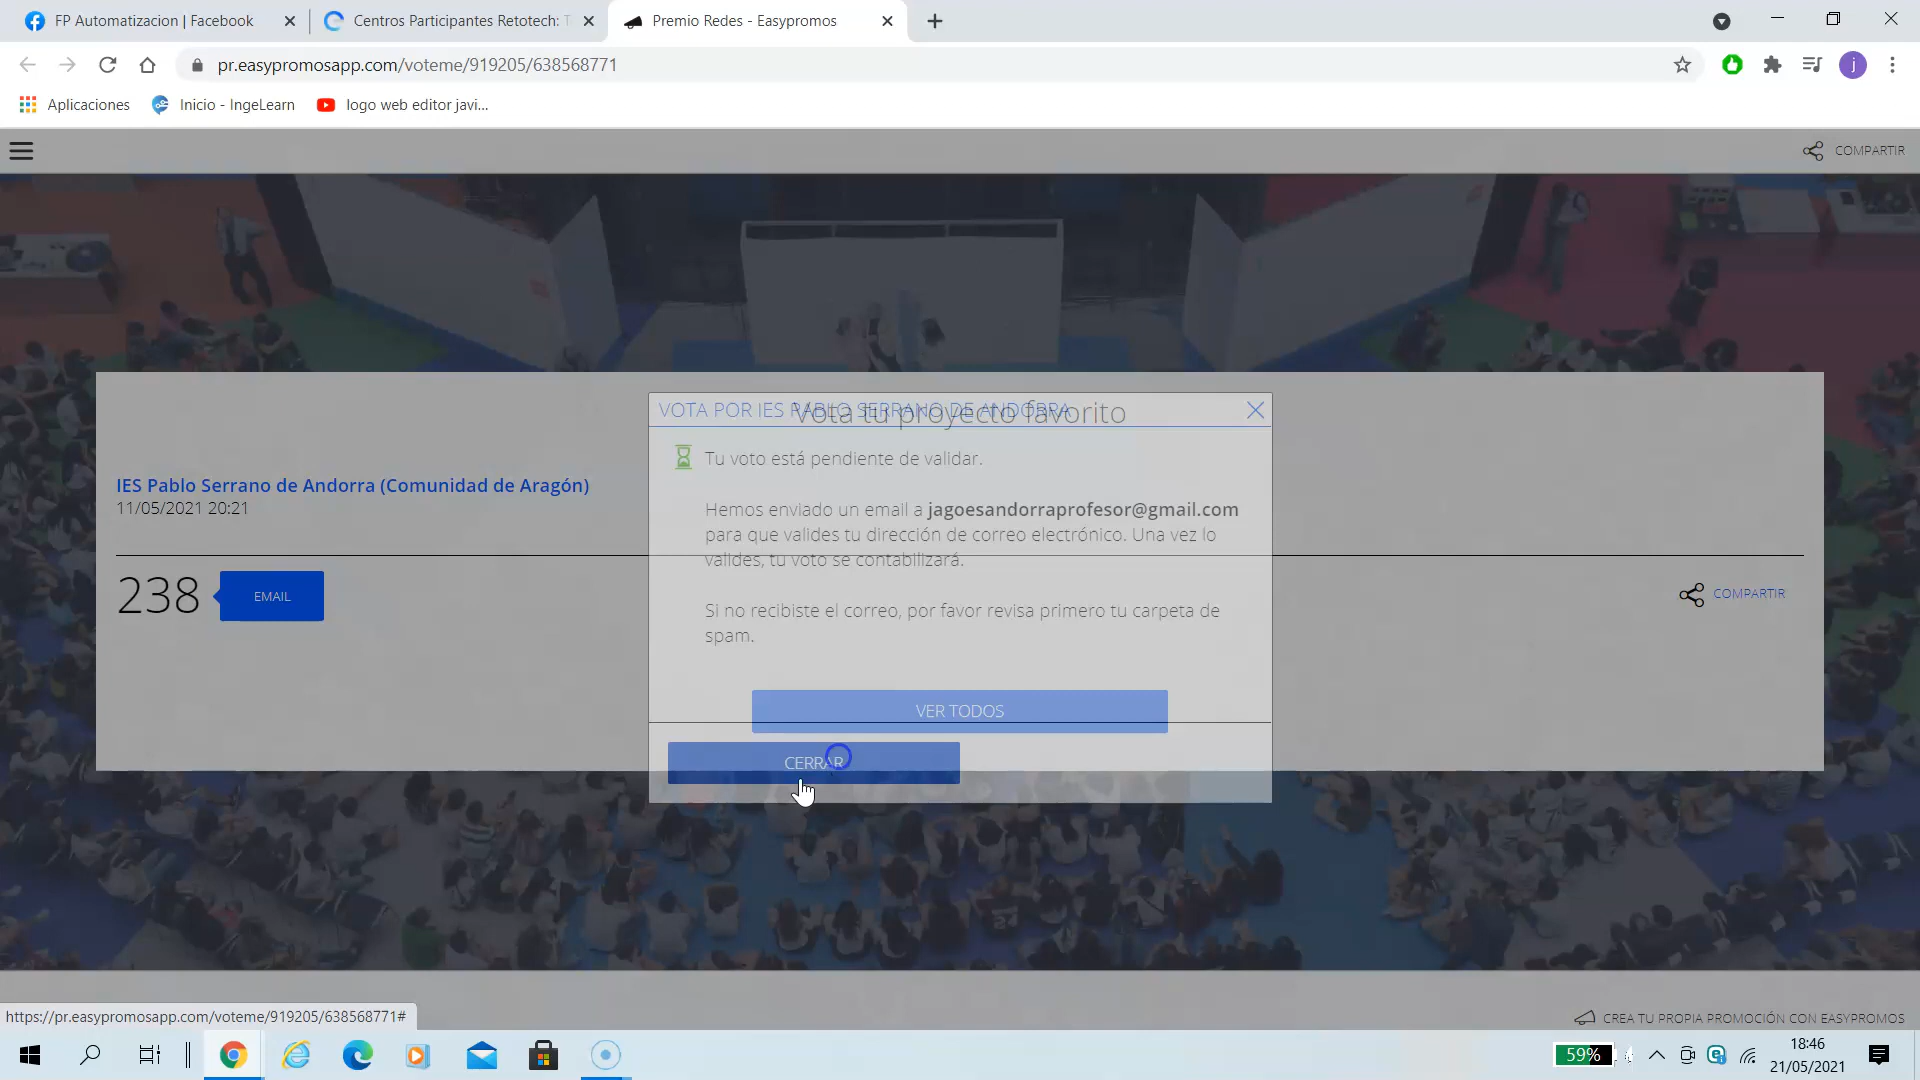 FP Automatizacion | Facebook
Centros Participantes Retotech: T
Premio Redes - Easypromos
pr.easypromosapp.com/voteme/919205/638568771
j
Aplicaciones
Inicio - IngeLearn
logo web editor javi...
COMPARTIR
Vota tu proyecto favorito
VOTA POR IES PABLO SERRANO DE ANDORRA
Tu voto está pendiente de validar.
Hemos enviado un email a jagoesandorraprofesor@gmail.com
para que valides tu dirección de correo electrónico. Una vez lo
valides, tu voto se contabilizará.
Si no recibiste el correo, por favor revisa primero tu carpeta de
spam.
VER TODOS
CERRAR
IES Pablo Serrano de Andorra (Comunidad de Aragón)
11/05/2021 20:21
238
EMAIL
COMPARTIR
https://pr.easypromosapp.com/voteme/919205/638568771#
CREA TU PROPIA PROMOCIÓN CON EASYPROMOS
59%
18:46
21/05/2021